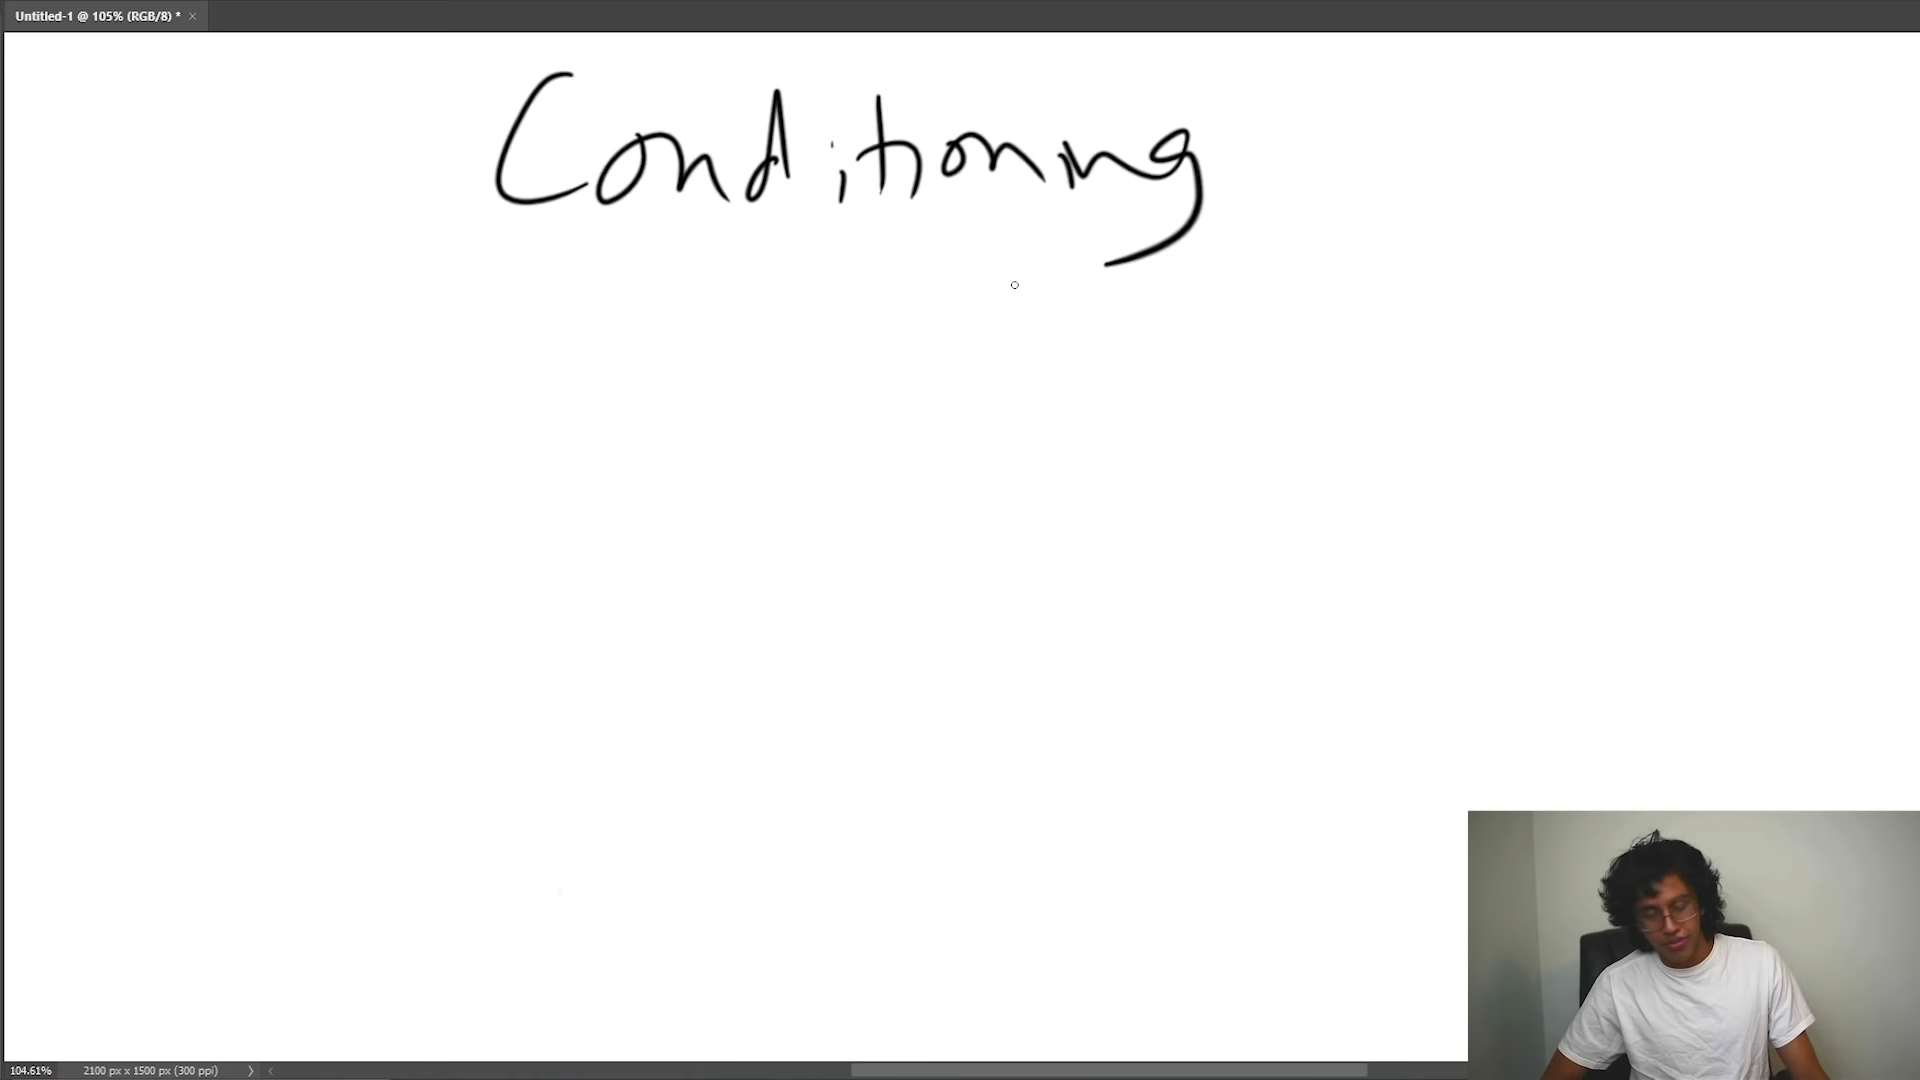 Untitled-1 @ 105% (RGB/8) *
Conditioning
104.61% 2100 px x 1500 px (300 ppi)